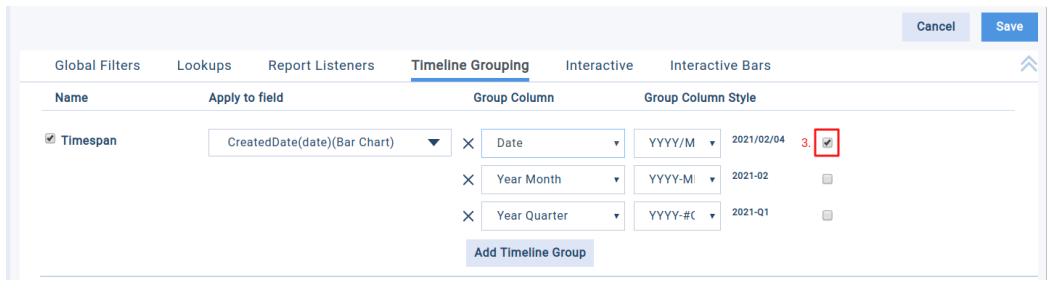 Cancel Save
Global Filters Lookups Report Listeners Timeline Grouping Interactive Interactive Bars
Name Apply to field Group Column Group Column Style
Timespan CreatedDate(date)(Bar Chart) Date YYYY/M 2021/02/04 3.
Year Month YYYY-M 2021-02
Year Quarter YYYY-#( 2021-Q1
Add Timeline Group